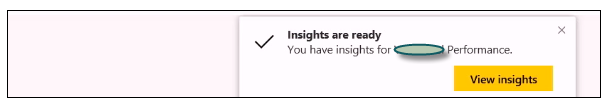 Insights are ready
You have insights for Performance.
View insights